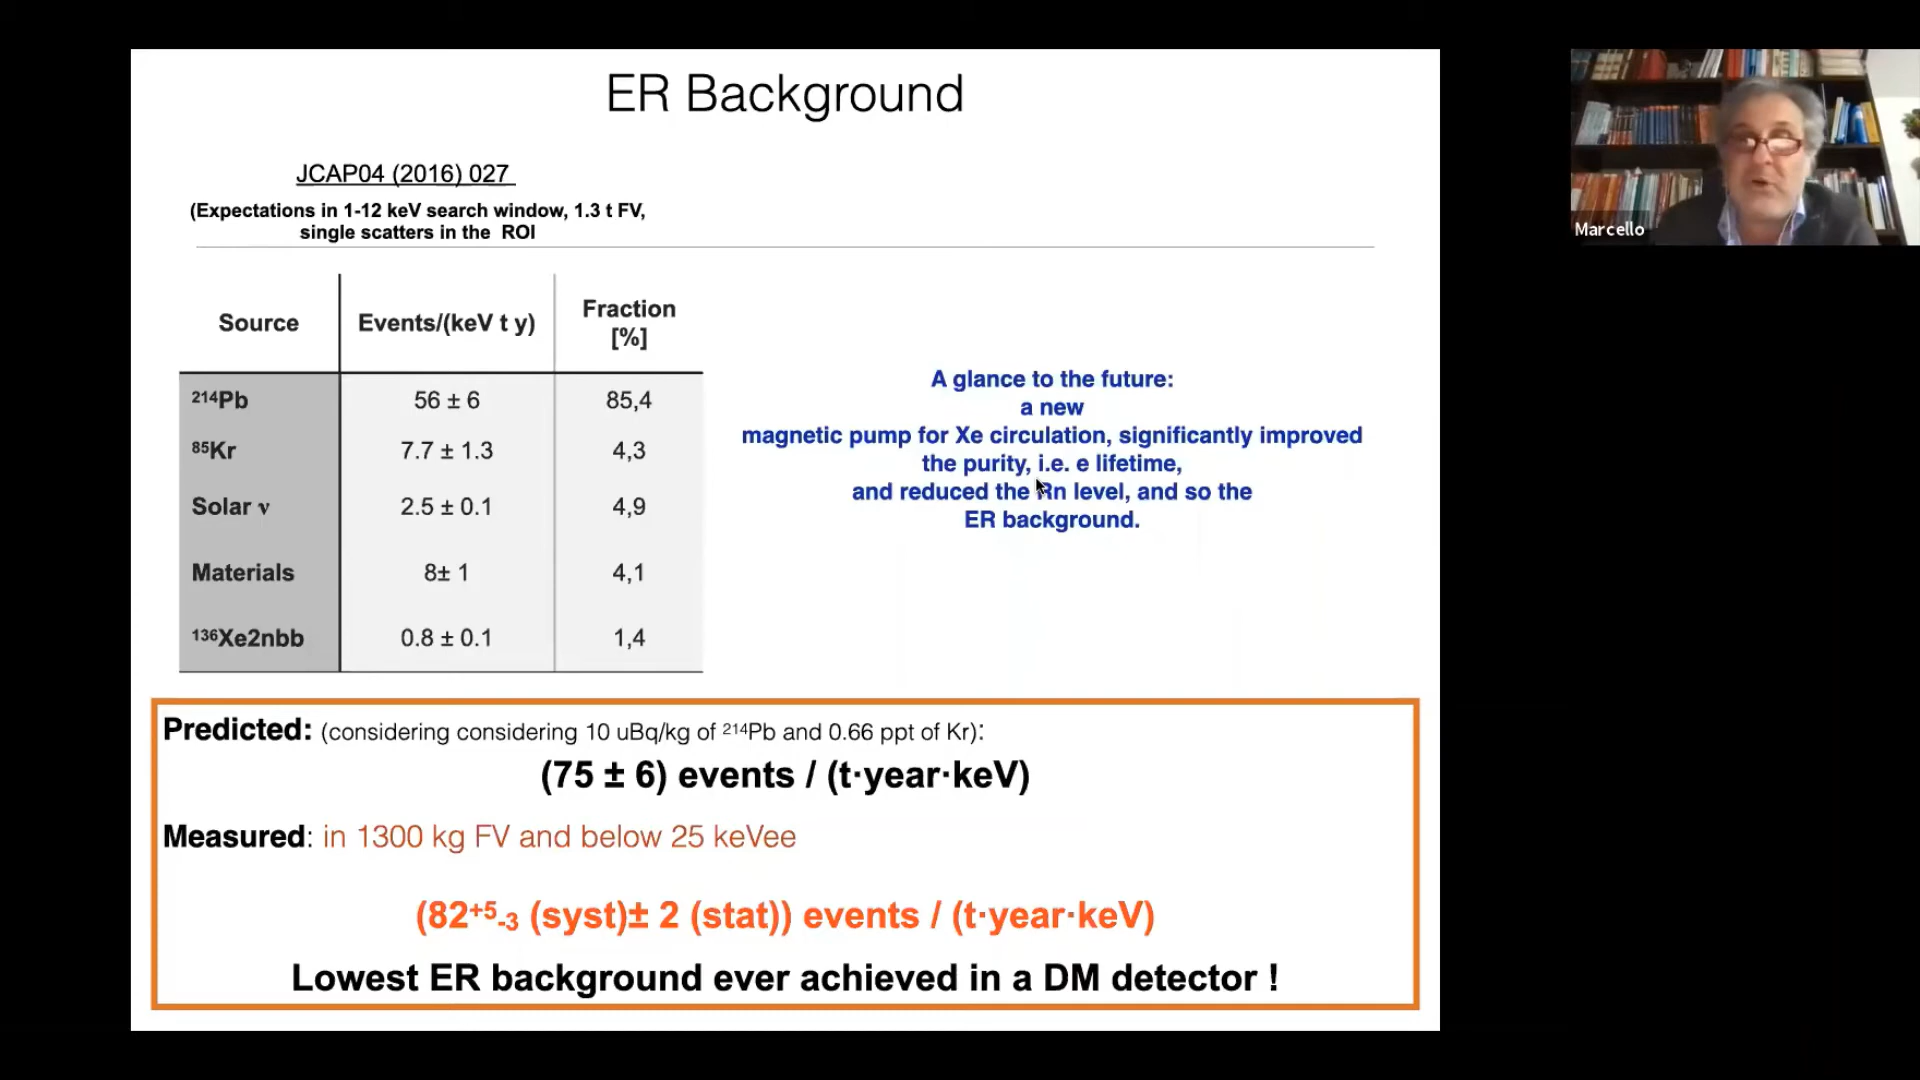 ER Background
JCAP04 (2016) 027
(Expectations in 1-12 keV search window, 1.3 t FV,
single scatters in the ROI
Source Events/(keV t y) Fraction [%]
²¹⁴Pb 56 ± 6 85,4
⁸⁵Kr 7.7 ± 1.3 4,3
Solar ν 2.5 ± 0.1 4,9
Materials 8± 1 4,1
¹³⁶Xe2nbb 0.8 ± 0.1 1,4
A glance to the future:
a new
magnetic pump for Xe circulation, significantly improved
the purity, i.e. e lifetime,
and reduced the Rn level, and so the
ER background.
Predicted: (considering considering 10 uBq/kg of ²¹⁴Pb and 0.66 ppt of Kr):
(75 ± 6) events / (t·year·keV)
Measured: in 1300 kg FV and below 25 keVee
(82⁺⁵₋₃ (syst)± 2 (stat)) events / (t·year·keV)
Lowest ER background ever achieved in a DM detector !
Marcello